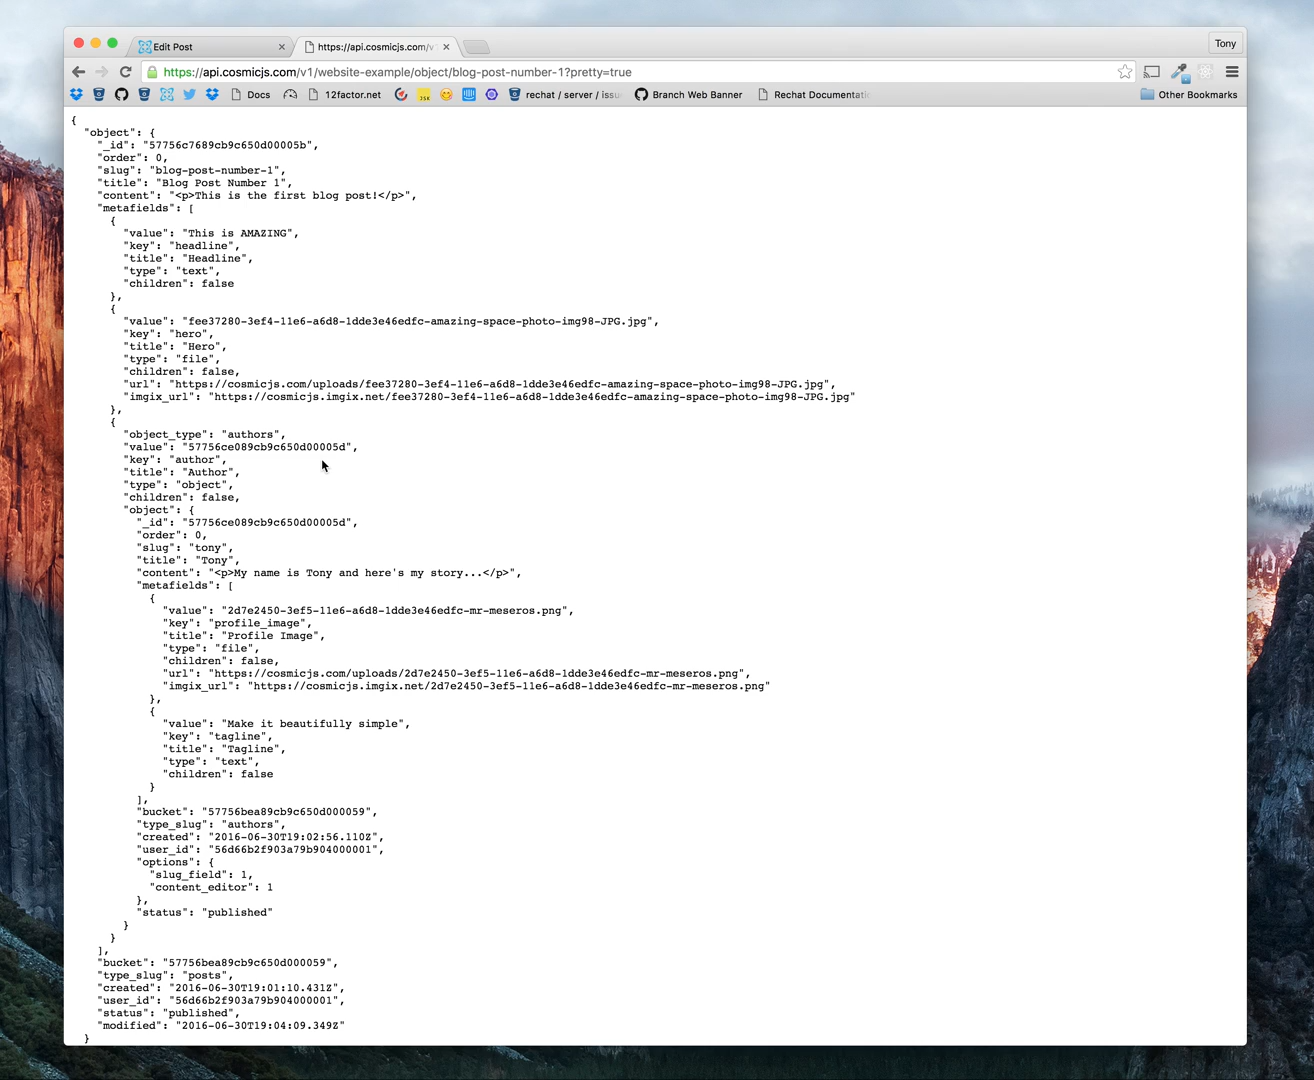 Edit Post
https://api.cosmicjs.com/v
Tony
https://api.cosmicjs.com/v1/website-example/object/blog-post-number-1?pretty=true
Docs
12factor.net
JSK
rechat / server / issu
Branch Web Banner
Rechat Documentati
Other Bookmarks
{
"object": {
"_id": "57756c7689cb9c650d00005b",
"order": 0,
"slug": "blog-post-number-1",
"title": "Blog Post Number 1",
"content": "<p>This is the first blog post!</p>",
"metafields": [
{
"value": "This is AMAZING",
"key": "headline",
"title": "Headline",
"type": "text",
"children": false
},
{
"value": "fee37280-3ef4-11e6-a6d8-1dde3e46edfc-amazing-space-photo-img98-JPG.jpg",
"key": "hero",
"title": "Hero",
"type": "file",
"children": false,
"url": "https://cosmicjs.com/uploads/fee37280-3ef4-11e6-a6d8-1dde3e46edfc-amazing-space-photo-img98-JPG.jpg",
"imgix_url": "https://cosmicjs.imgix.net/fee37280-3ef4-11e6-a6d8-1dde3e46edfc-amazing-space-photo-img98-JPG.jpg"
},
{
"object_type": "authors",
"value": "57756ce089cb9c650d00005d",
"key": "author",
"title": "Author",
"type": "object",
"children": false,
"object": {
"_id": "57756ce089cb9c650d00005d",
"order": 0,
"slug": "tony",
"title": "Tony",
"content": "<p>My name is Tony and here's my story...</p>",
"metafields": [
{
"value": "2d7e2450-3ef5-11e6-a6d8-1dde3e46edfc-mr-meseros.png",
"key": "profile_image",
"title": "Profile Image",
"type": "file",
"children": false,
"url": "https://cosmicjs.com/uploads/2d7e2450-3ef5-11e6-a6d8-1dde3e46edfc-mr-meseros.png",
"imgix_url": "https://cosmicjs.imgix.net/2d7e2450-3ef5-11e6-a6d8-1dde3e46edfc-mr-meseros.png"
},
{
"value": "Make it beautifully simple",
"key": "tagline",
"title": "Tagline",
"type": "text",
"children": false
}
],
"bucket": "57756bea89cb9c650d000059",
"type_slug": "authors",
"created": "2016-06-30T19:02:56.110Z",
"user_id": "56d66b2f903a79b904000001",
"options": {
"slug_field": 1,
"content_editor": 1
},
"status": "published"
}
}
],
"bucket": "57756bea89cb9c650d000059",
"type_slug": "posts",
"created": "2016-06-30T19:01:10.431Z",
"user_id": "56d66b2f903a79b904000001",
"status": "published",
"modified": "2016-06-30T19:04:09.349Z"
}